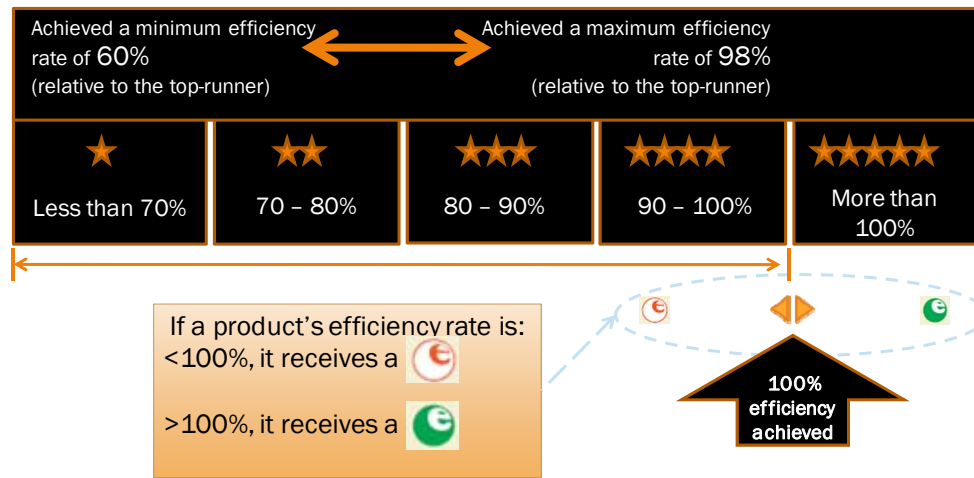 Achieved a minimum efficiency
rate of 60%
(relative to the top-runner)
Achieved a maximum efficiency
rate of 98%
(relative to the top-runner)
Less than 70%
70 – 80%
80 – 90%
90 – 100%
More than
100%
If a product's efficiency rate is:
<100%, it receives a e
>100%, it receives a e
e
e
100%
efficiency
achieved